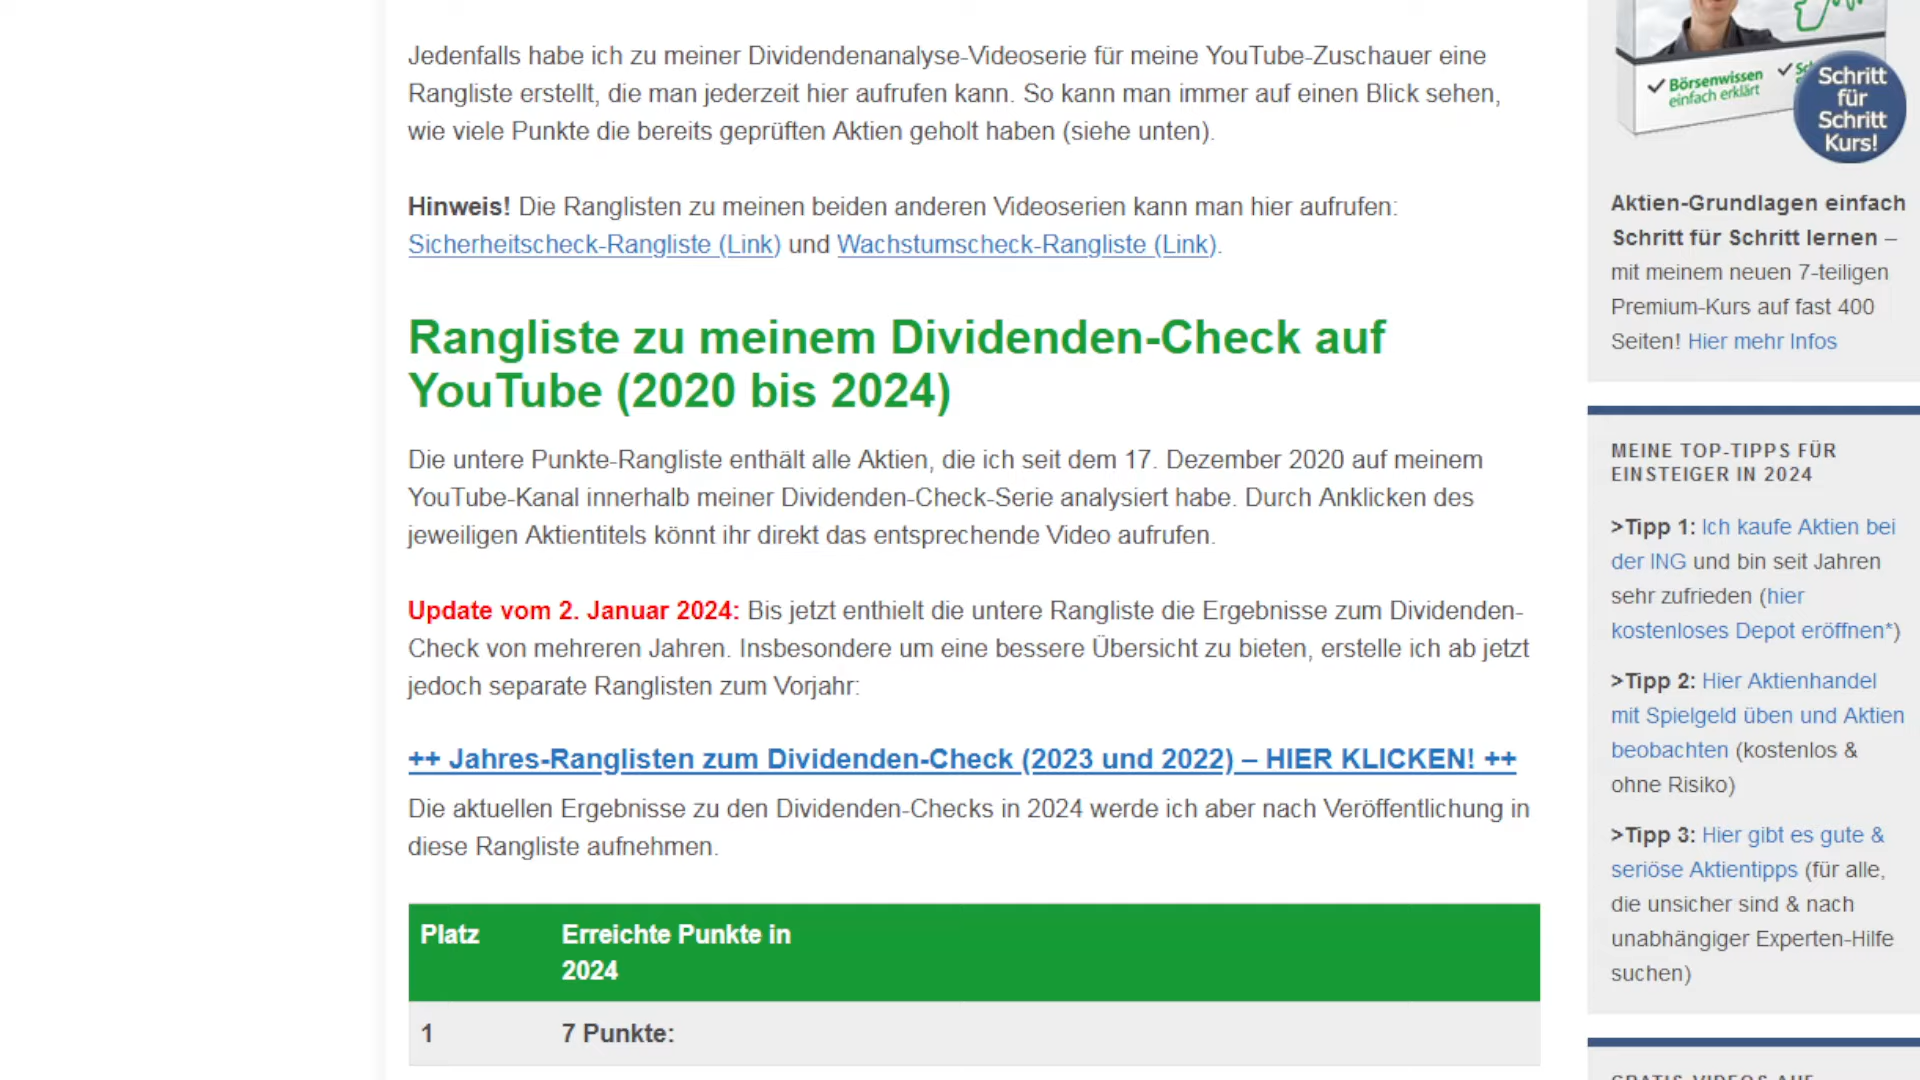 Jedenfalls habe ich zu meiner Dividendenanalyse-Videoserie für meine YouTube-Zuschauer eine
Rangliste erstellt, die man jederzeit hier aufrufen kann. So kann man immer auf einen Blick sehen,
wie viele Punkte die bereits geprüften Aktien geholt haben (siehe unten).
Hinweis! Die Ranglisten zu meinen beiden anderen Videoserien kann man hier aufrufen:
Sicherheitscheck-Rangliste (Link) und Wachstumscheck-Rangliste (Link).
Rangliste zu meinem Dividenden-Check auf
YouTube (2020 bis 2024)
Die untere Punkte-Rangliste enthält alle Aktien, die ich seit dem 17. Dezember 2020 auf meinem
YouTube-Kanal innerhalb meiner Dividenden-Check-Serie analysiert habe. Durch Anklicken des
jeweiligen Aktientitels könnt ihr direkt das entsprechende Video aufrufen.
Update vom 2. Januar 2024: Bis jetzt enthielt die untere Rangliste die Ergebnisse zum Dividenden-
Check von mehreren Jahren. Insbesondere um eine bessere Übersicht zu bieten, erstelle ich ab jetzt
jedoch separate Ranglisten zum Vorjahr:
++ Jahres-Ranglisten zum Dividenden-Check (2023 und 2022) – HIER KLICKEN! ++
Die aktuellen Ergebnisse zu den Dividenden-Checks in 2024 werde ich aber nach Veröffentlichung in
diese Rangliste aufnehmen.
Platz
Erreichte Punkte in
2024
1
7 Punkte:
✓ Börsenwissen
einfach erklärt
Schritt
für
Schritt
Kurs!
Aktien-Grundlagen einfach
Schritt für Schritt lernen –
mit meinem neuen 7-teiligen
Premium-Kurs auf fast 400
Seiten! Hier mehr Infos
MEINE TOP-TIPPS FÜR
EINSTEIGER IN 2024
>Tipp 1: Ich kaufe Aktien bei
der ING und bin seit Jahren
sehr zufrieden (hier
kostenloses Depot eröffnen*)
>Tipp 2: Hier Aktienhandel
mit Spielgeld üben und Aktien
beobachten (kostenlos &
ohne Risiko)
>Tipp 3: Hier gibt es gute &
seriöse Aktientipps (für alle,
die unsicher sind & nach
unabhängiger Experten-Hilfe
suchen)
GRATIS-VIDEOS AUF